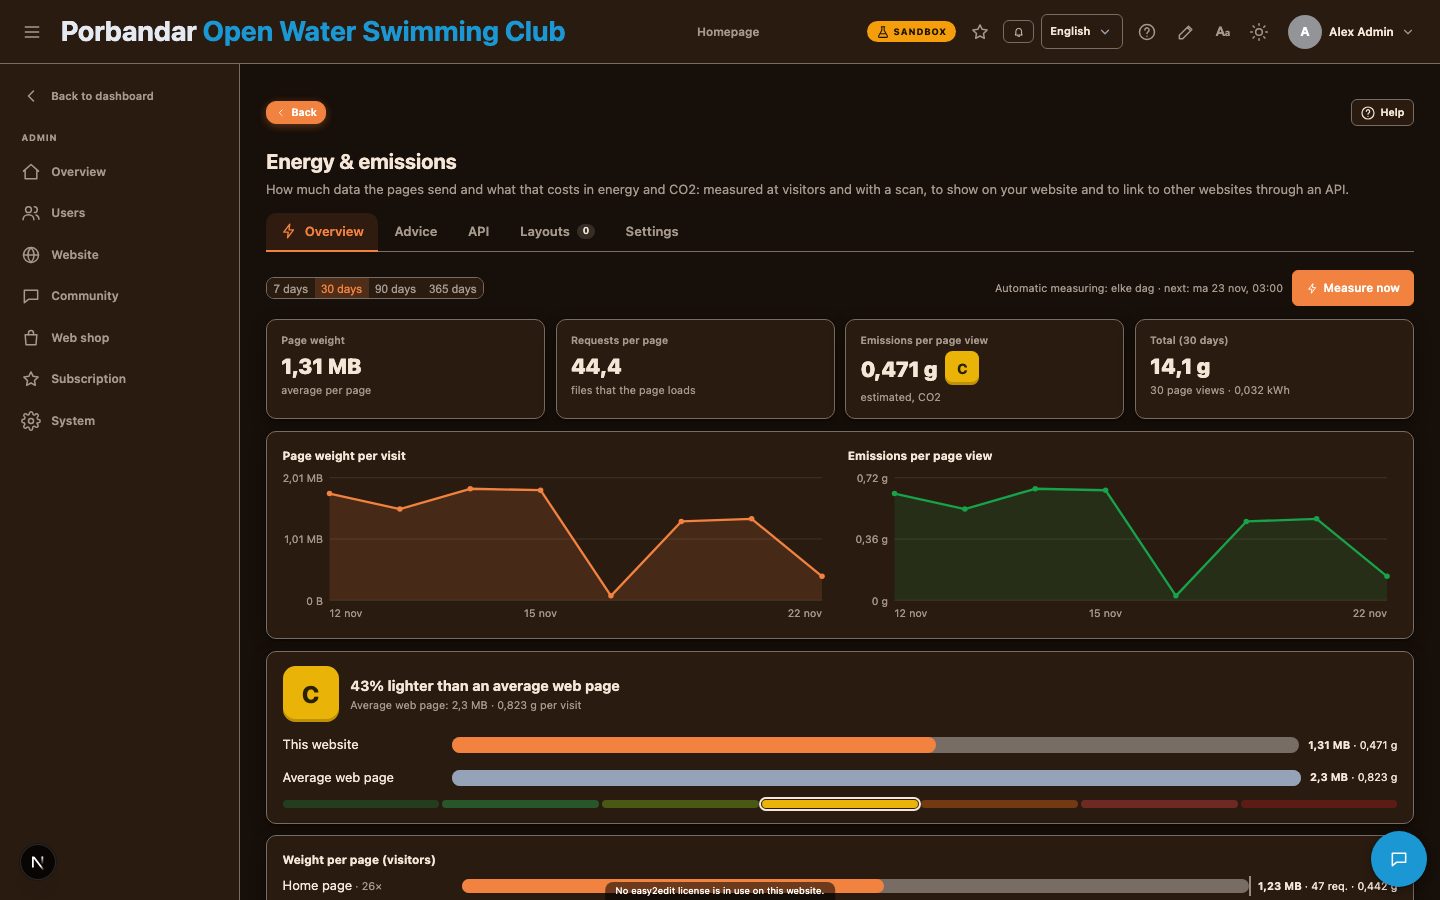 Porbandar Open Water Swimming Club
Homepage
SANDBOX
English
Aa
A
Alex Admin
Back to dashboard
ADMIN
Overview
Users
Website
Community
Web shop
Subscription
System
N
Back
Help
Energy & emissions
How much data the pages send and what that costs in energy and CO2: measured at visitors and with a scan, to show on your website and to link to other websites through an API.
Overview
Advice
API
Layouts 0
Settings
7 days
30 days
90 days
365 days
Automatic measuring: elke dag · next: ma 23 nov, 03:00
Measure now
Page weight
1,31 MB
average per page
Requests per page
44,4
files that the page loads
Emissions per page view
0,471 g C
estimated, CO2
Total (30 days)
14,1 g
30 page views · 0,032 kWh
Page weight per visit
2,01 MB
1,01 MB
0 B
12 nov
15 nov
22 nov
Emissions per page view
0,72 g
0,36 g
0 g
12 nov
15 nov
22 nov
C
43% lighter than an average web page
Average web page: 2,3 MB · 0,823 g per visit
This website
1,31 MB · 0,471 g
Average web page
2,3 MB · 0,823 g
Weight per page (visitors)
Home page · 26×
1,23 MB · 47 req. · 0,442 g
No easy2edit license is in use on this website.